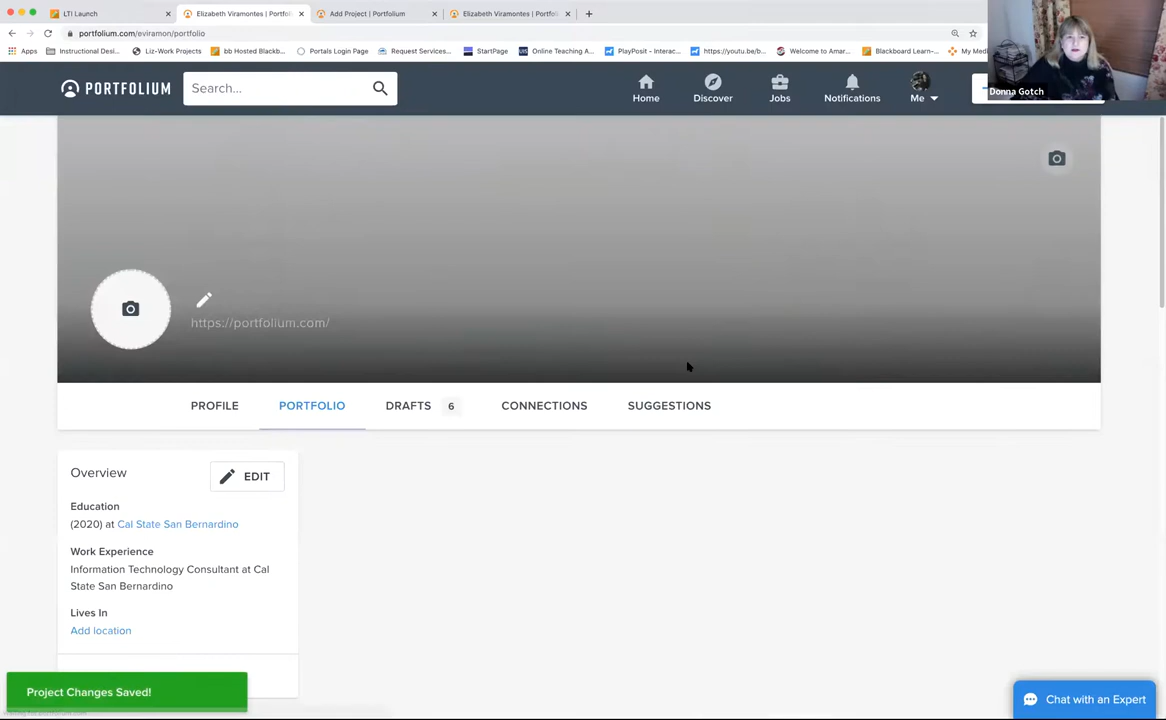 LTI Launch
Elizabeth Viramontes | Portfoli
Add Project | Portfolium
Elizabeth Viramontes | Portfoli
portfolium.com/eviramon/portfolio
Apps
Instructional Desi...
Liz-Work Projects
bb Hosted Blackb...
Portals Login Page
Request Services...
StartPage
Online Teaching A...
PlayPosit - Interac...
https://youtu.be/b...
Welcome to Amar...
Blackboard Learn-...
My Medi
PORTFOLIUM
Search...
Home
Discover
Jobs
Notifications
Me
Donna Gotch
https://portfolium.com/
PROFILE
PORTFOLIO
DRAFTS 6
CONNECTIONS
SUGGESTIONS
Overview
EDIT
Education
(2020) at Cal State San Bernardino
Work Experience
Information Technology Consultant at Cal
State San Bernardino
Lives In
Add location
Project Changes Saved!
Chat with an Expert